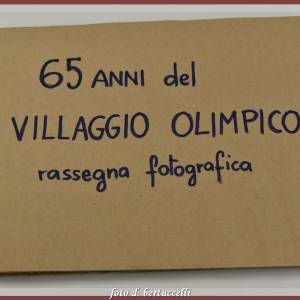 65 ANNI del
VILLAGGIO OLIMPICO
rassegna fotografica
foto d' bertuccelli